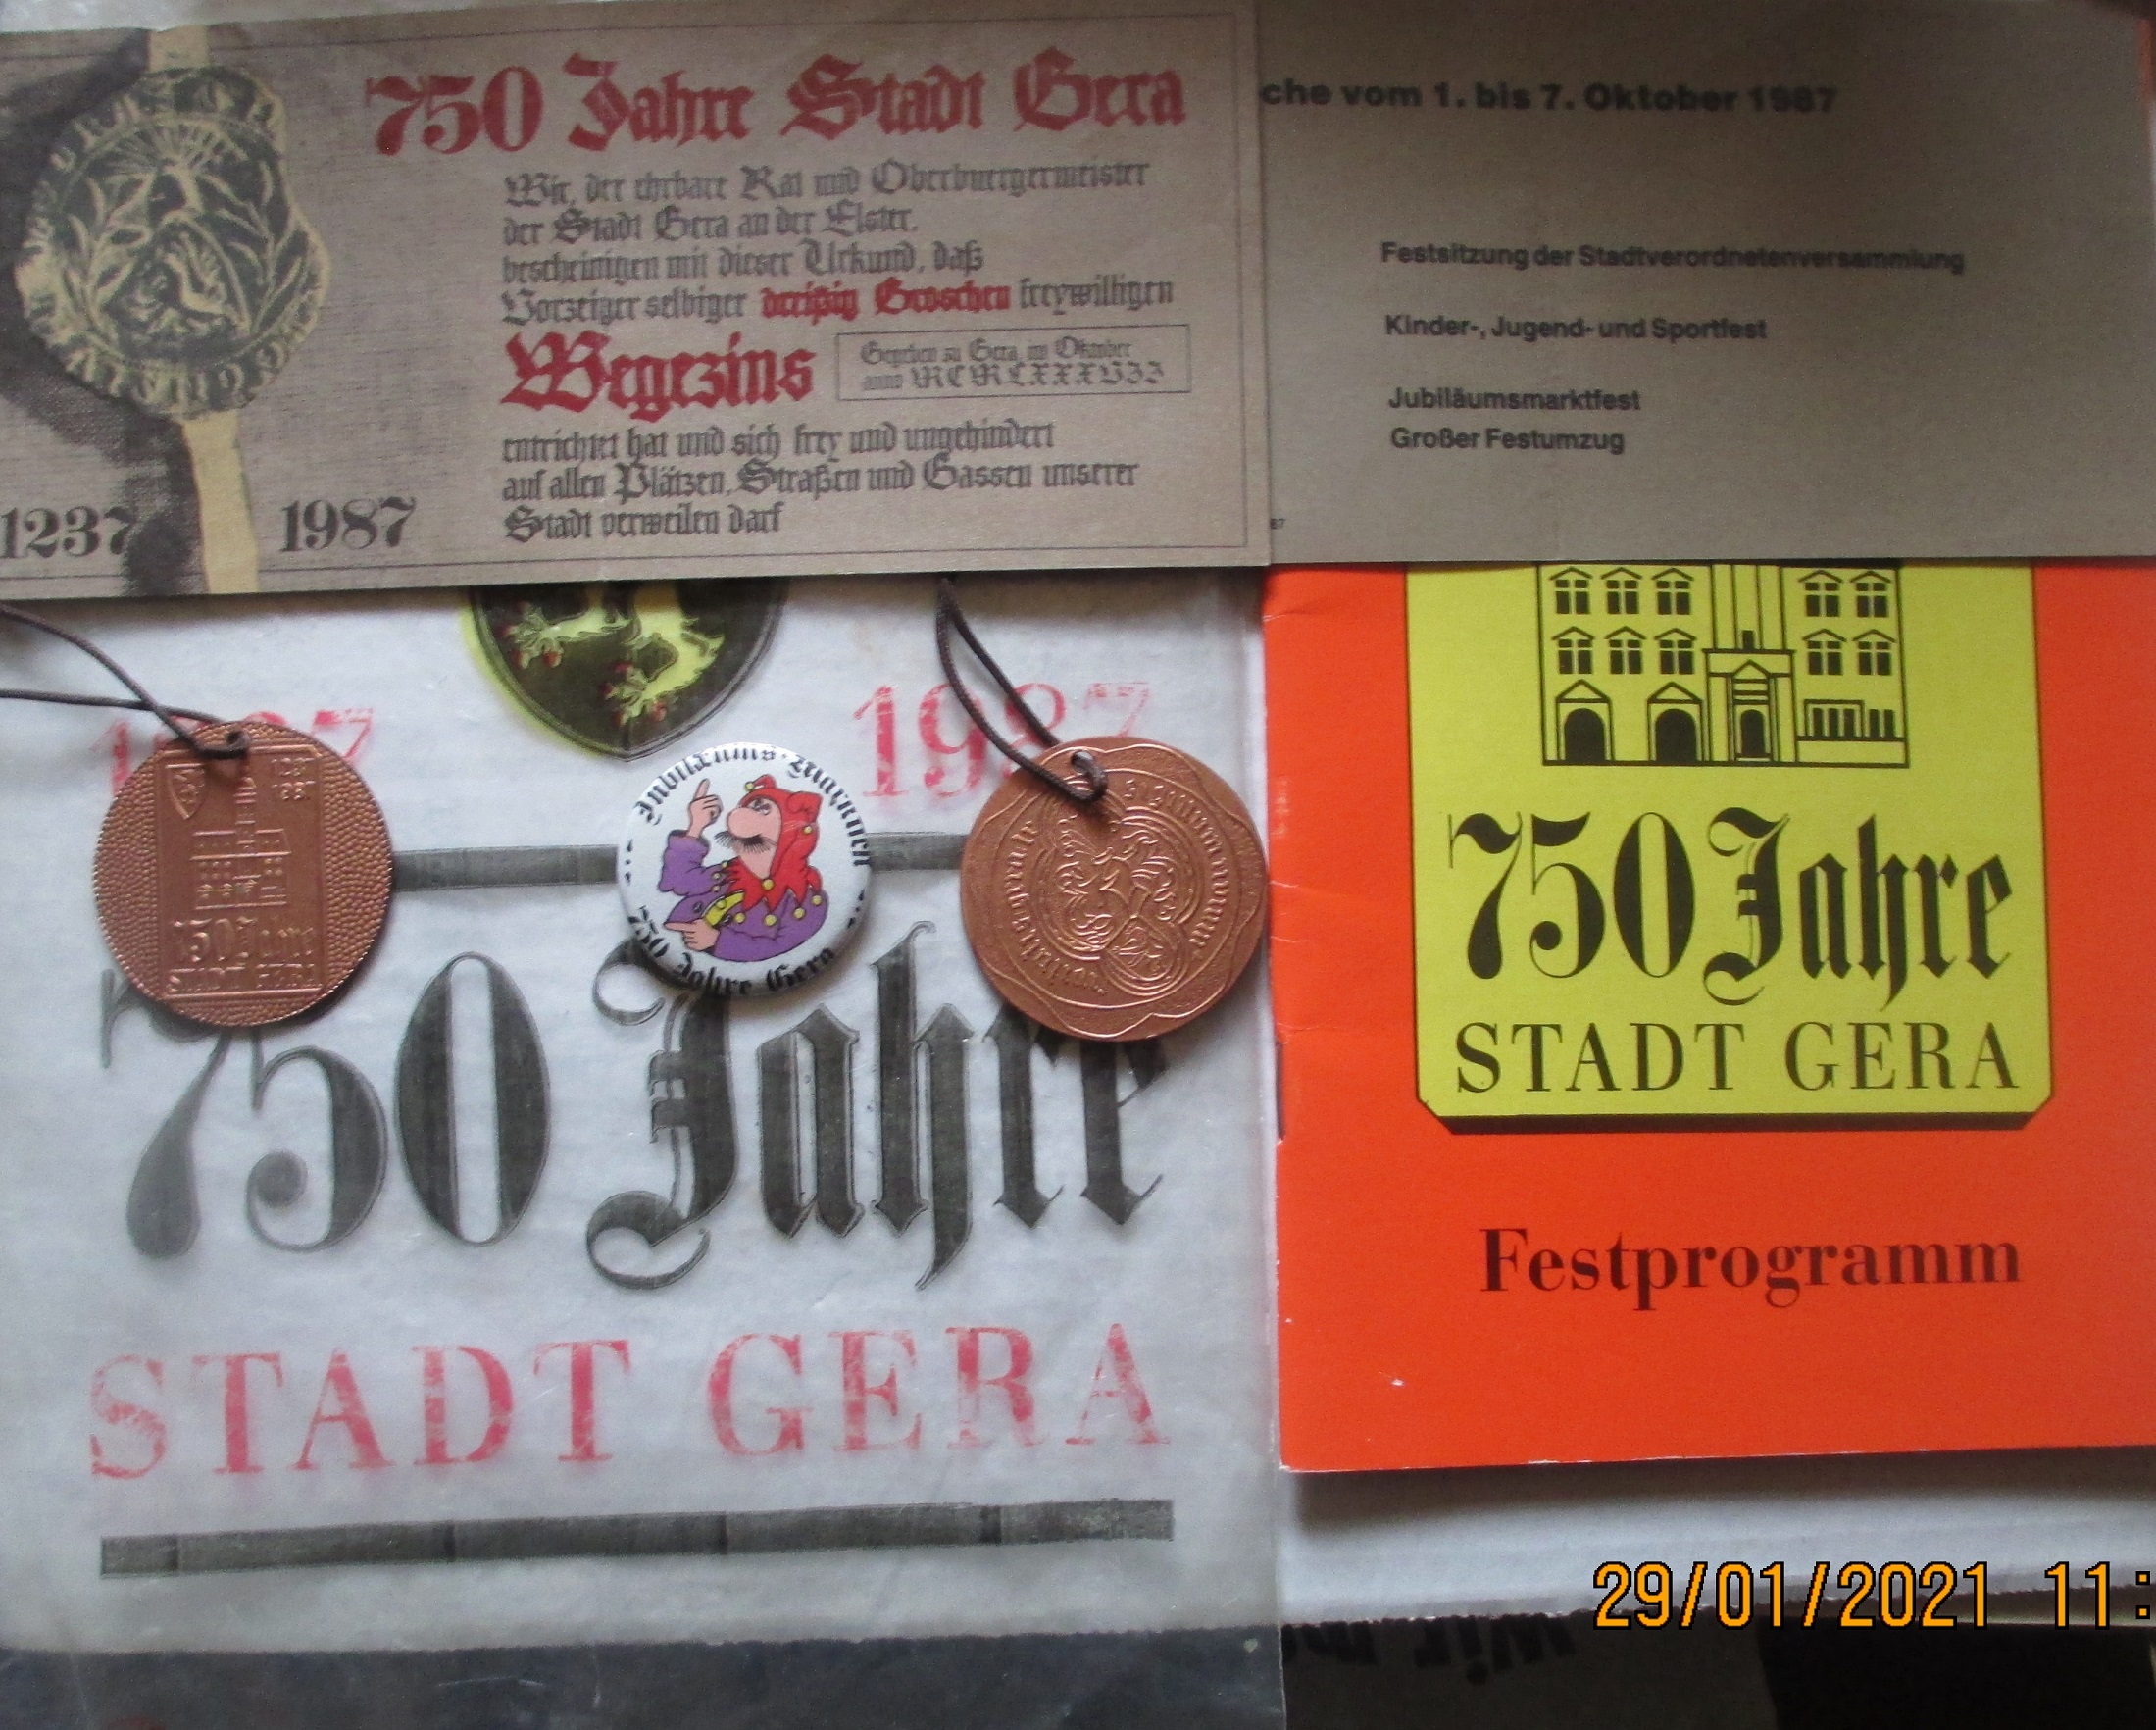 750 Jahre Stadt Gera
Wir, der ehrbare Rat und Oberbuergermeister
der Stadt Gera an der Elster,
bescheinigen mit dieser Urkund, daß
Vorzeiger selbiger dreißig Groschen freywilligen
Wegezins
Gegeben zu Gera, im Oktober
anno MCMLXXXVII
entrichtet hat und sich frey und ungehindert
auf allen Plätzen, Straßen und Gassen unserer
Stadt verweilen darf
1237 1987
che vom 1. bis 7. Oktober 1987
Festsitzung der Stadtverordnetenversammlung
Kinder-, Jugend- und Sportfest
Jubiläumsmarktfest
Großer Festumzug
87
1237 1987
1237
1987
750 Jahre
STADT GERA
750 Jahre Gera
750 Jahre
STADT GERA
750 Jahre
STADT GERA
Festprogramm
29/01/2021 11: